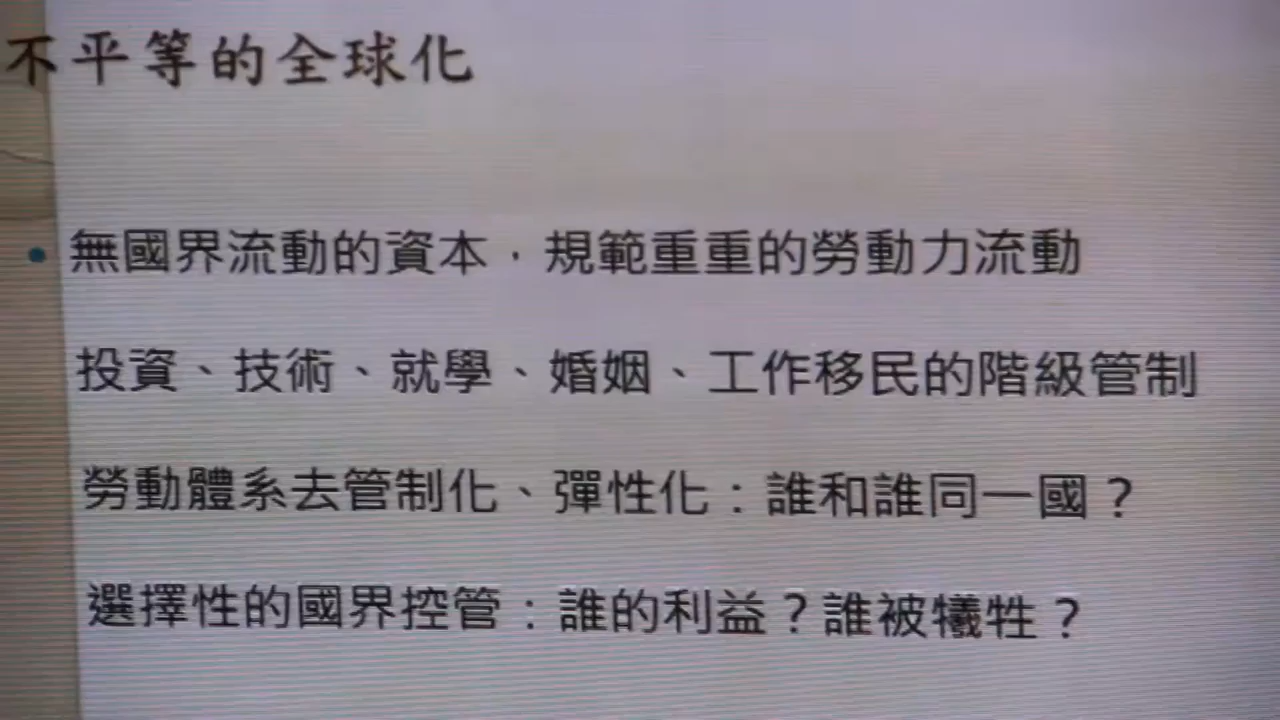 不平等的全球化
• 無國界流動的資本，規範重重的勞動力流動
投資、技術、就學、婚姻、工作移民的階級管制
勞動體系去管制化、彈性化：誰和誰同一國？
選擇性的國界控管：誰的利益？誰被犧牲？